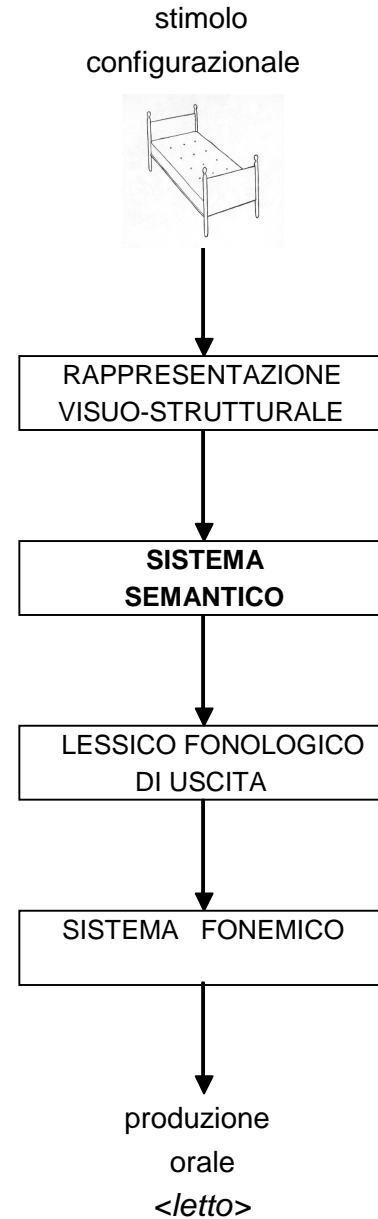 stimolo
configurazionale
RAPPRESENTAZIONE
VISUO-STRUTTURALE
SISTEMA
SEMANTICO
LESSICO FONOLOGICO
DI USCITA
SISTEMA FONEMICO
produzione
orale
<letto>